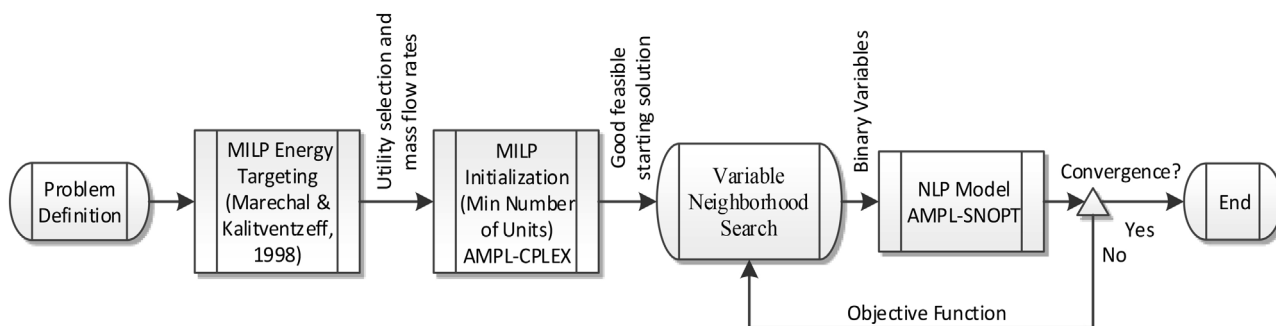 Problem
Definition
MILP Energy
Targeting
(Marechal &
Kalitventzeff,
1998)
Utility selection and
mass flow rates
MILP
Initialization
(Min Number
of Units)
AMPL-CPLEX
Good feasible
starting solution
Variable
Neighborhood
Search
Binary Variables
NLP Model
AMPL-SNOPT
Convergence?
Yes
No
End
Objective Function